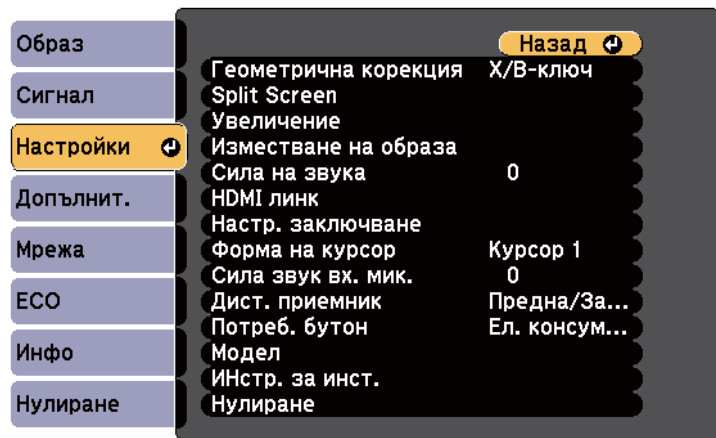 Образ
Сигнал
Настройки
Допълнит.
Мрежа
ECO
Инфо
Нулиране
Назад
Геометрична корекция Х/В-ключ
Split Screen
Увеличение
Изместване на образа
Сила на звука 0
HDMI линк
Настр. заключване
Форма на курсор Курсор 1
Сила звук вх. мик. 0
Дист. приемник Предна/За...
Потреб. бутон Ел. консум...
Модел
ИНстр. за инст.
Нулиране